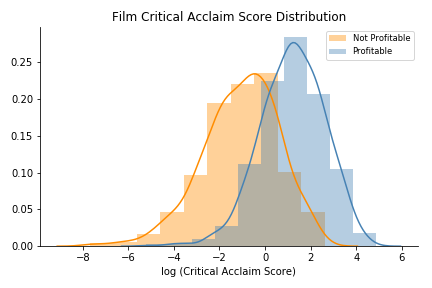 Film Critical Acclaim Score Distribution
Not Profitable
Profitable
0.25
0.20
0.15
0.10
0.05
0.00
−8 −6 −4 −2 0 2 4 6
log (Critical Acclaim Score)